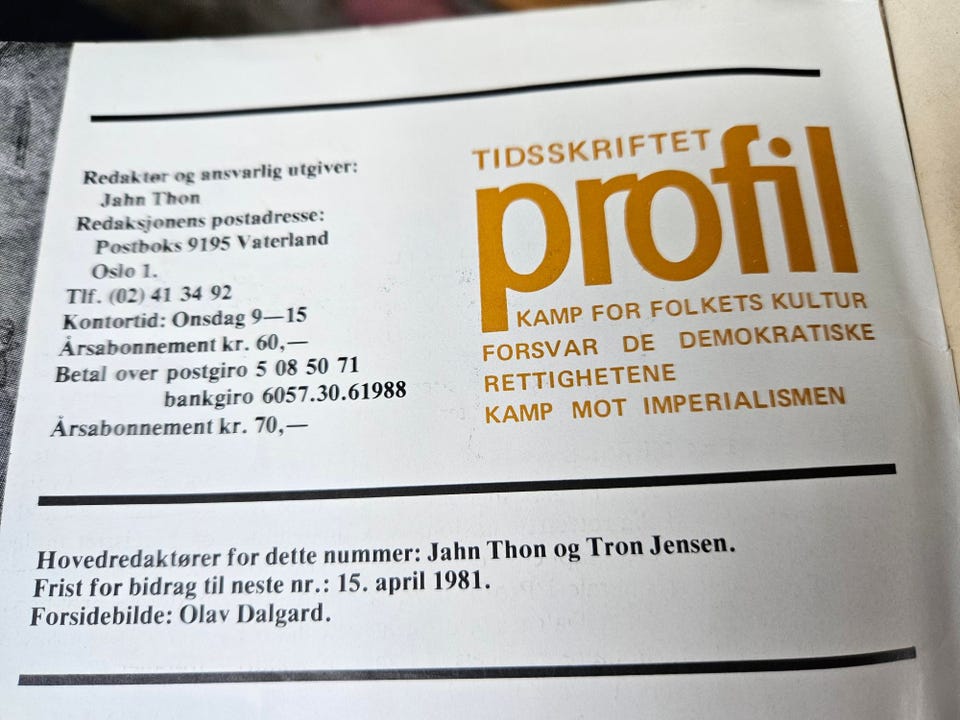 Redaktør og ansvarlig utgiver:
Jahn Thon
Redaksjonens postadresse:
Postboks 9195 Vaterland
Oslo 1.
Tlf. (02) 41 34 92
Kontortid: Onsdag 9—15
Årsabonnement kr. 60,—
Betal over postgiro 5 08 50 71
bankgiro 6057.30.61988
Årsabonnement kr. 70,—
TIDSSKRIFTET
profil
KAMP FOR FOLKETS KULTUR
FORSVAR DE DEMOKRATISKE
RETTIGHETENE
KAMP MOT IMPERIALISMEN
Hovedredaktører for dette nummer: Jahn Thon og Tron Jensen.
Frist for bidrag til neste nr.: 15. april 1981.
Forsidebilde: Olav Dalgard.